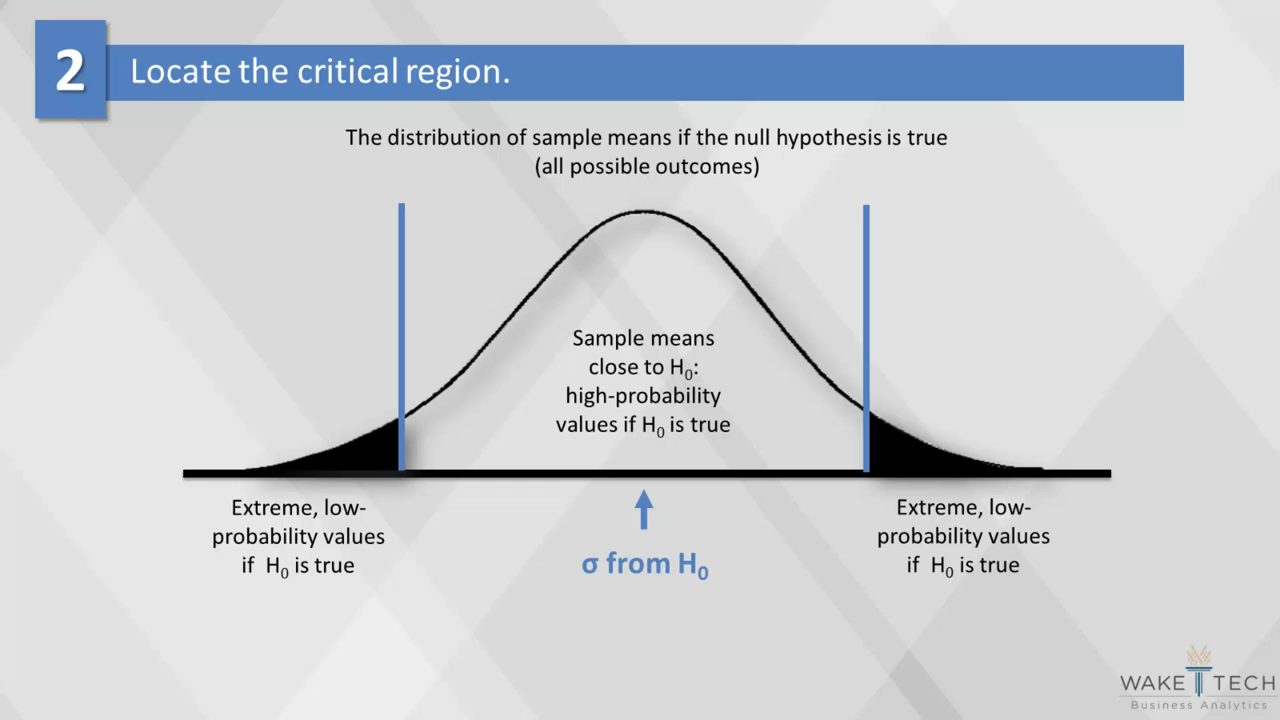 2
Locate the critical region.
The distribution of sample means if the null hypothesis is true
(all possible outcomes)
Sample means
close to H₀:
high-probability
values if H₀ is true
Extreme, low-
probability values
if H₀ is true
σ from H₀
Extreme, low-
probability values
if H₀ is true
WAKE TECH
Business Analytics